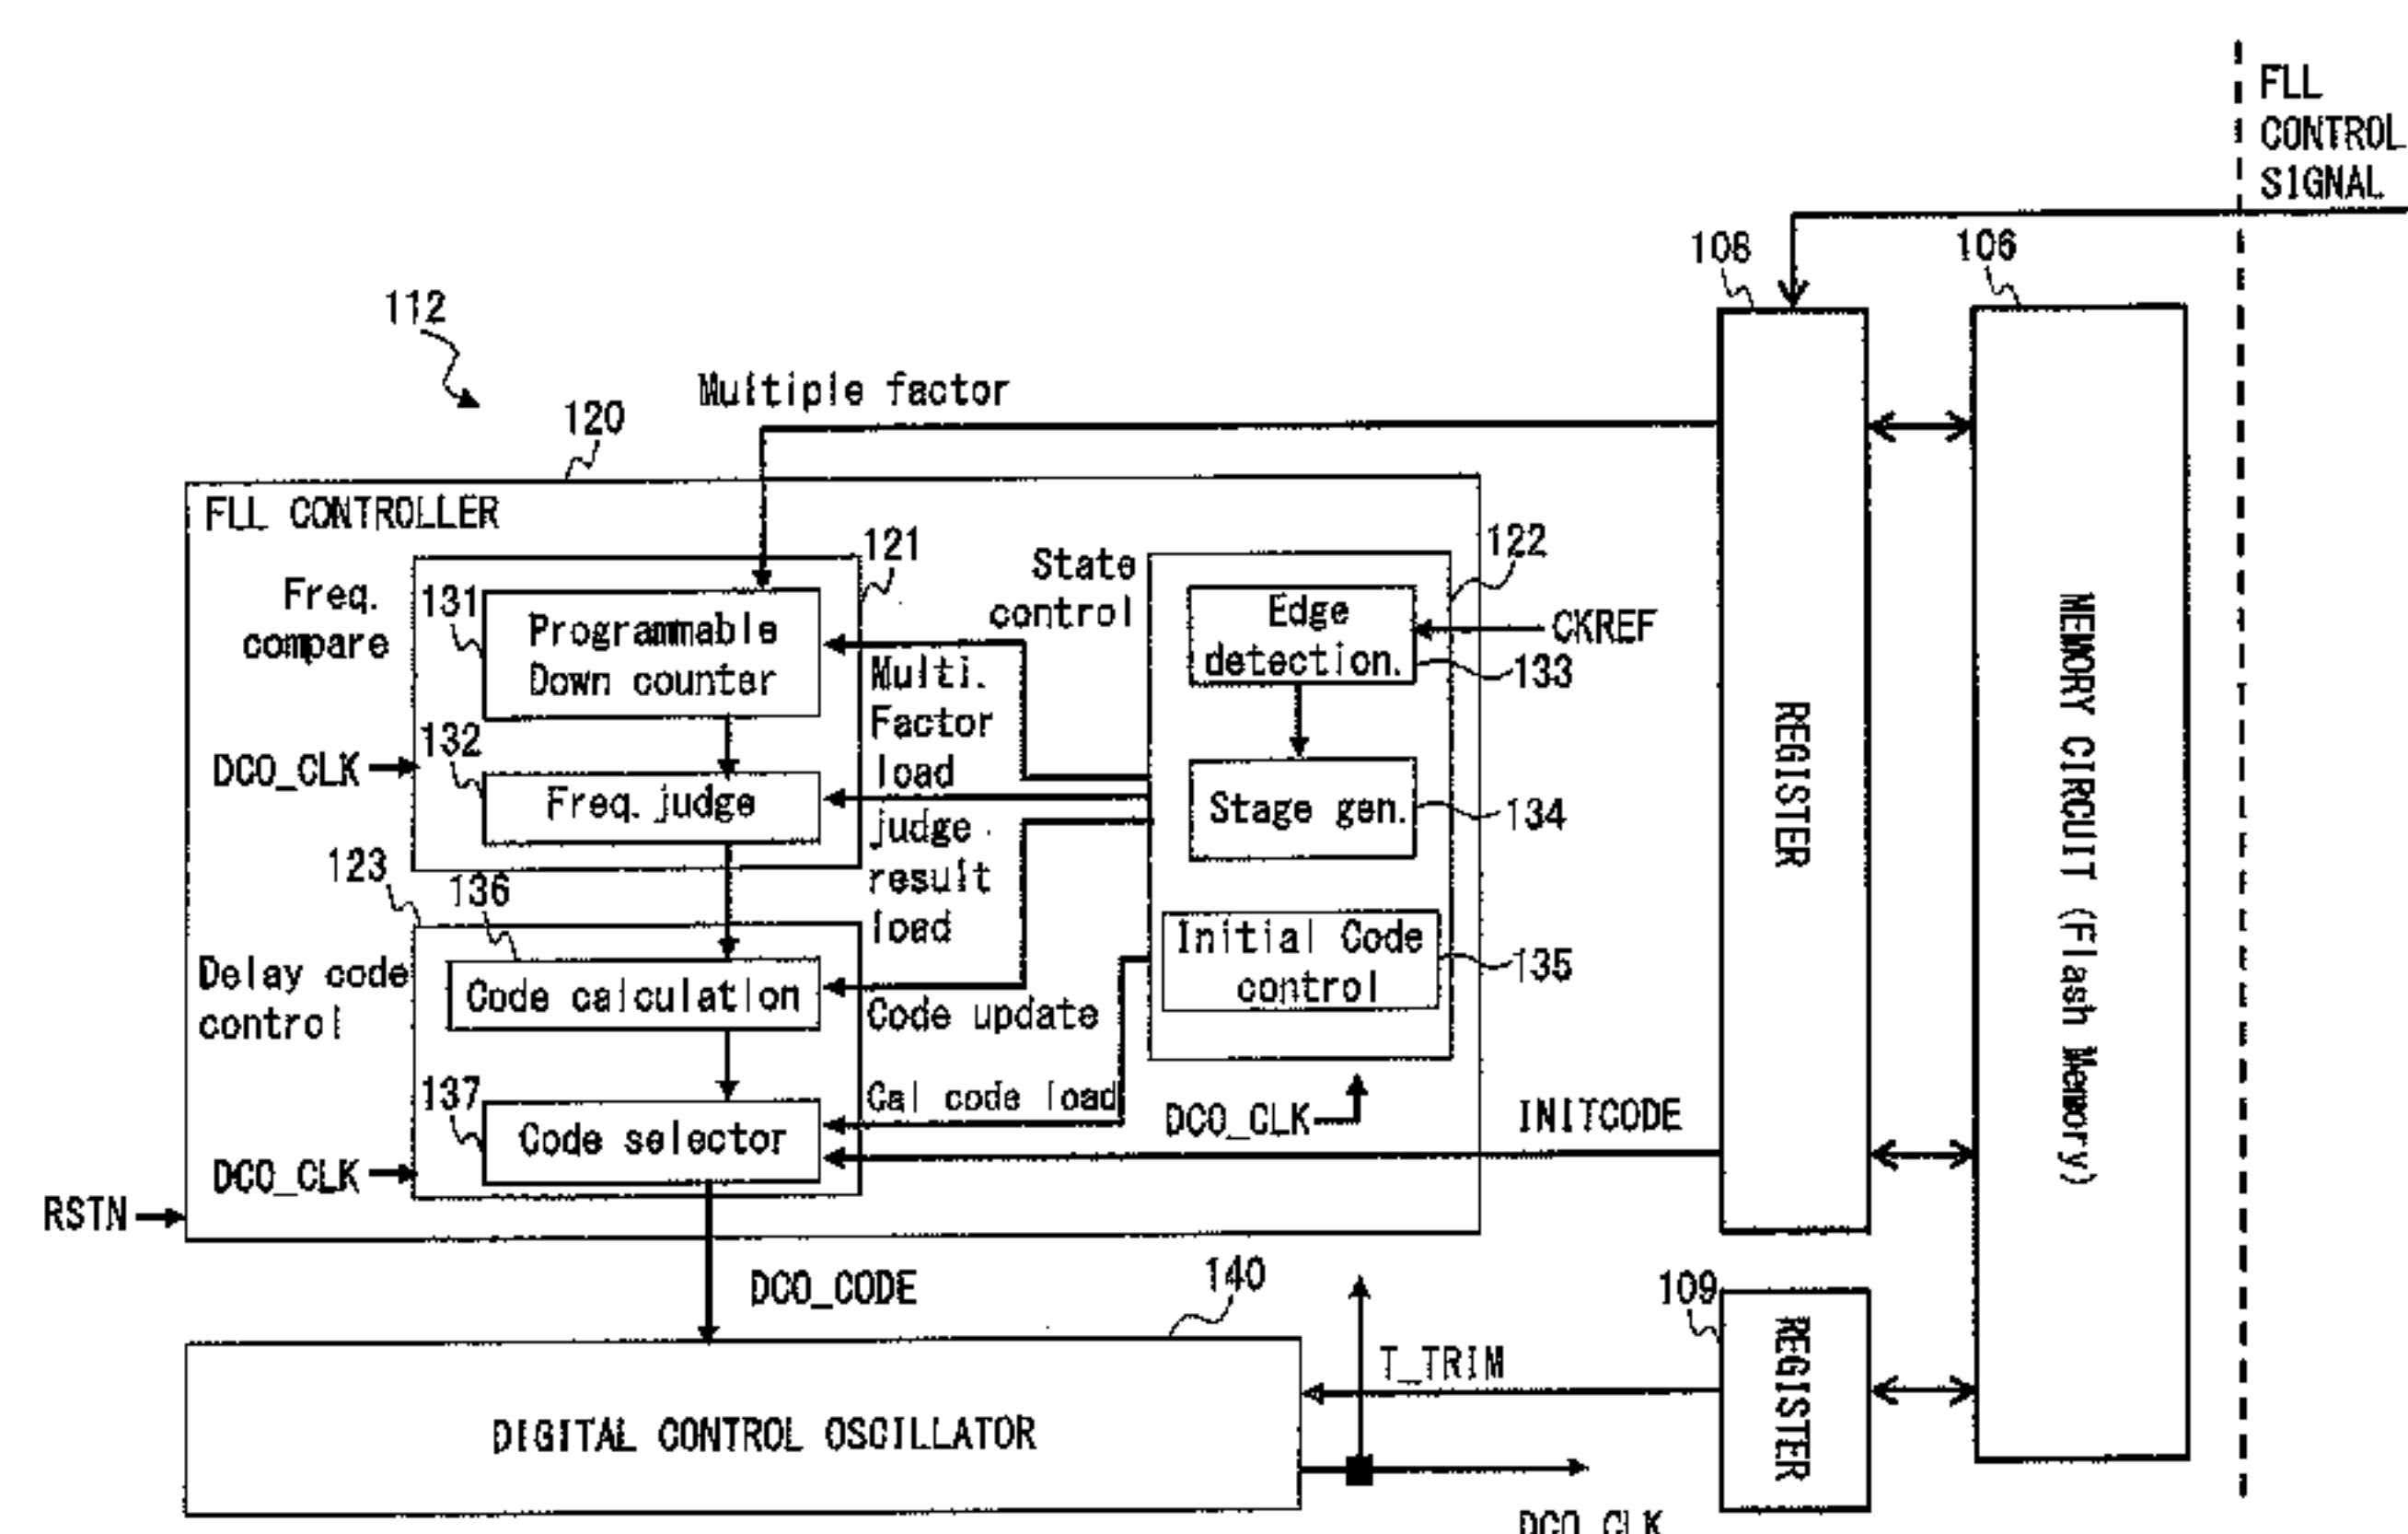 FLL
CONTROL
SIGNAL
108
106
112
Multiple factor
120
FLL CONTROLLER
121
122
State
control
Freq.
compare
131
Programmable
Down counter
Edge
detection.
CKREF
133
Multi.
Factor
load
DCO_CLK
132
Freq. judge
judge
result
load
Stage gen.
134
123
136
Delay code
control
Code calculation
Code update
Initial Code
control
135
137
Code selector
Cal code load
DCO_CLK
INITCODE
DCO_CLK
RSTN
REGISTER
MEMORY CIRCUIT (Flash Memory)
DCO_CODE
140
109
T_TRIM
REGISTER
DIGITAL CONTROL OSCILLATOR
DCO_CLK